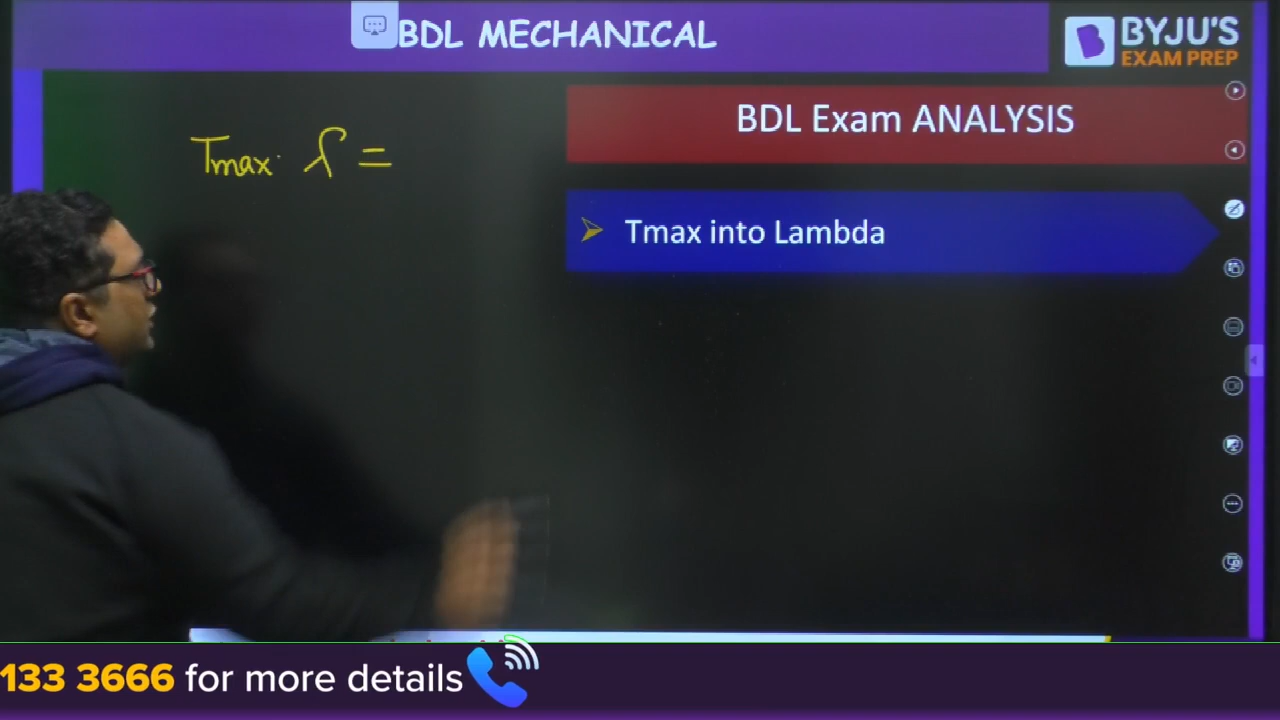 BDL MECHANICAL
BYJU'S
EXAM PREP
BDL Exam ANALYSIS
Tmax λ =
Tmax into Lambda
133 3666 for more details